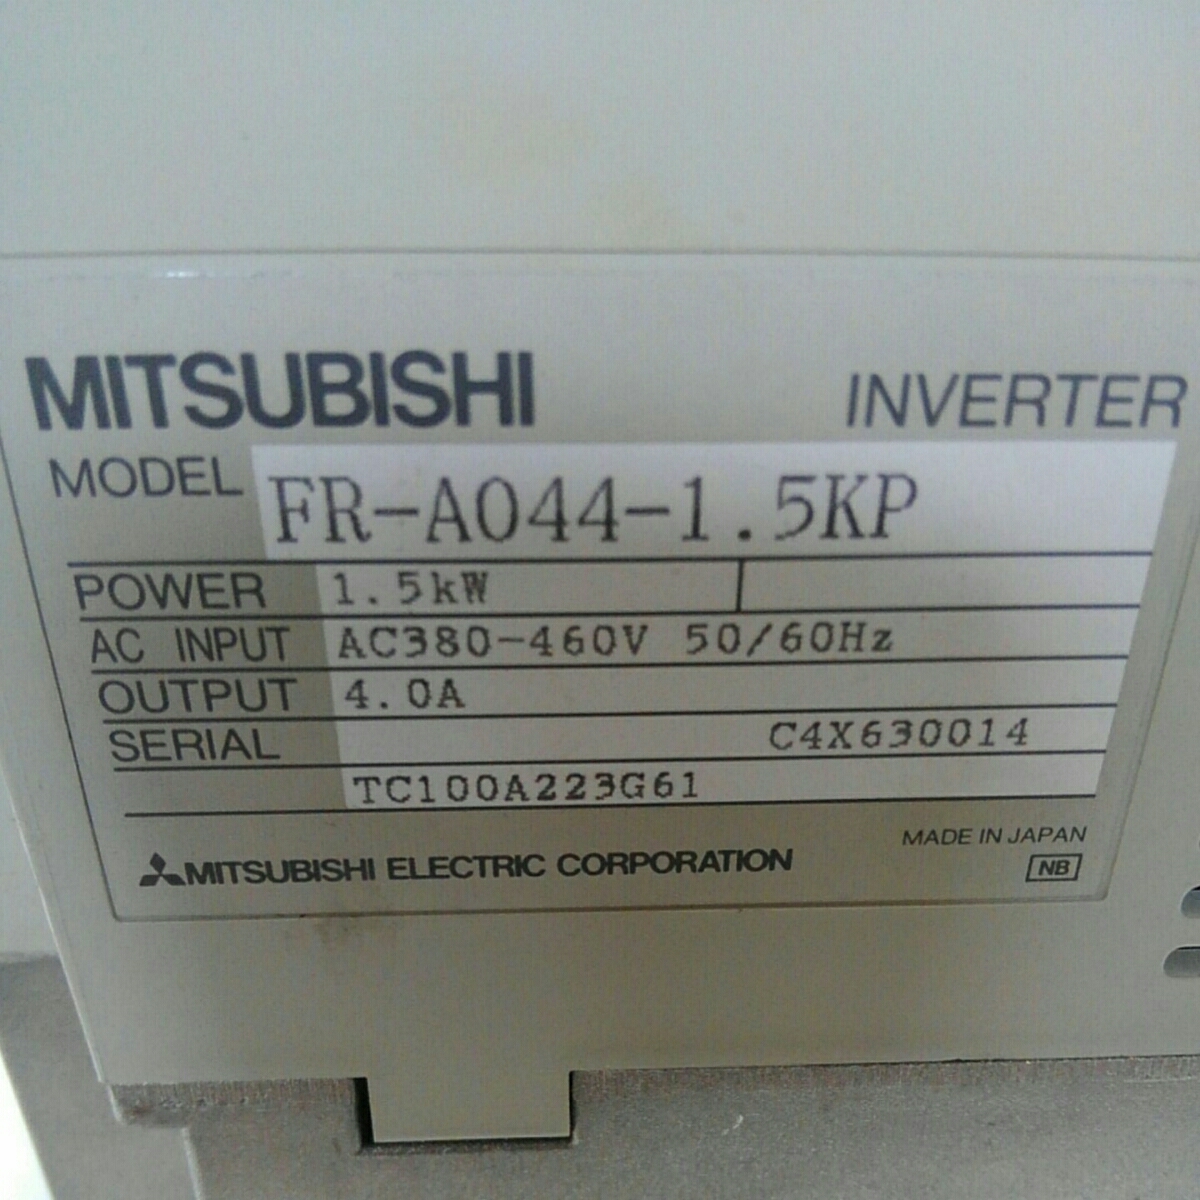 MITSUBISHI INVERTER
MODEL FR-A044-1.5KP
POWER 1.5kW
AC INPUT AC380-460V 50/60Hz
OUTPUT 4.0A
SERIAL C4X630014
TC100A223G61
MADE IN JAPAN
MITSUBISHI ELECTRIC CORPORATION NB